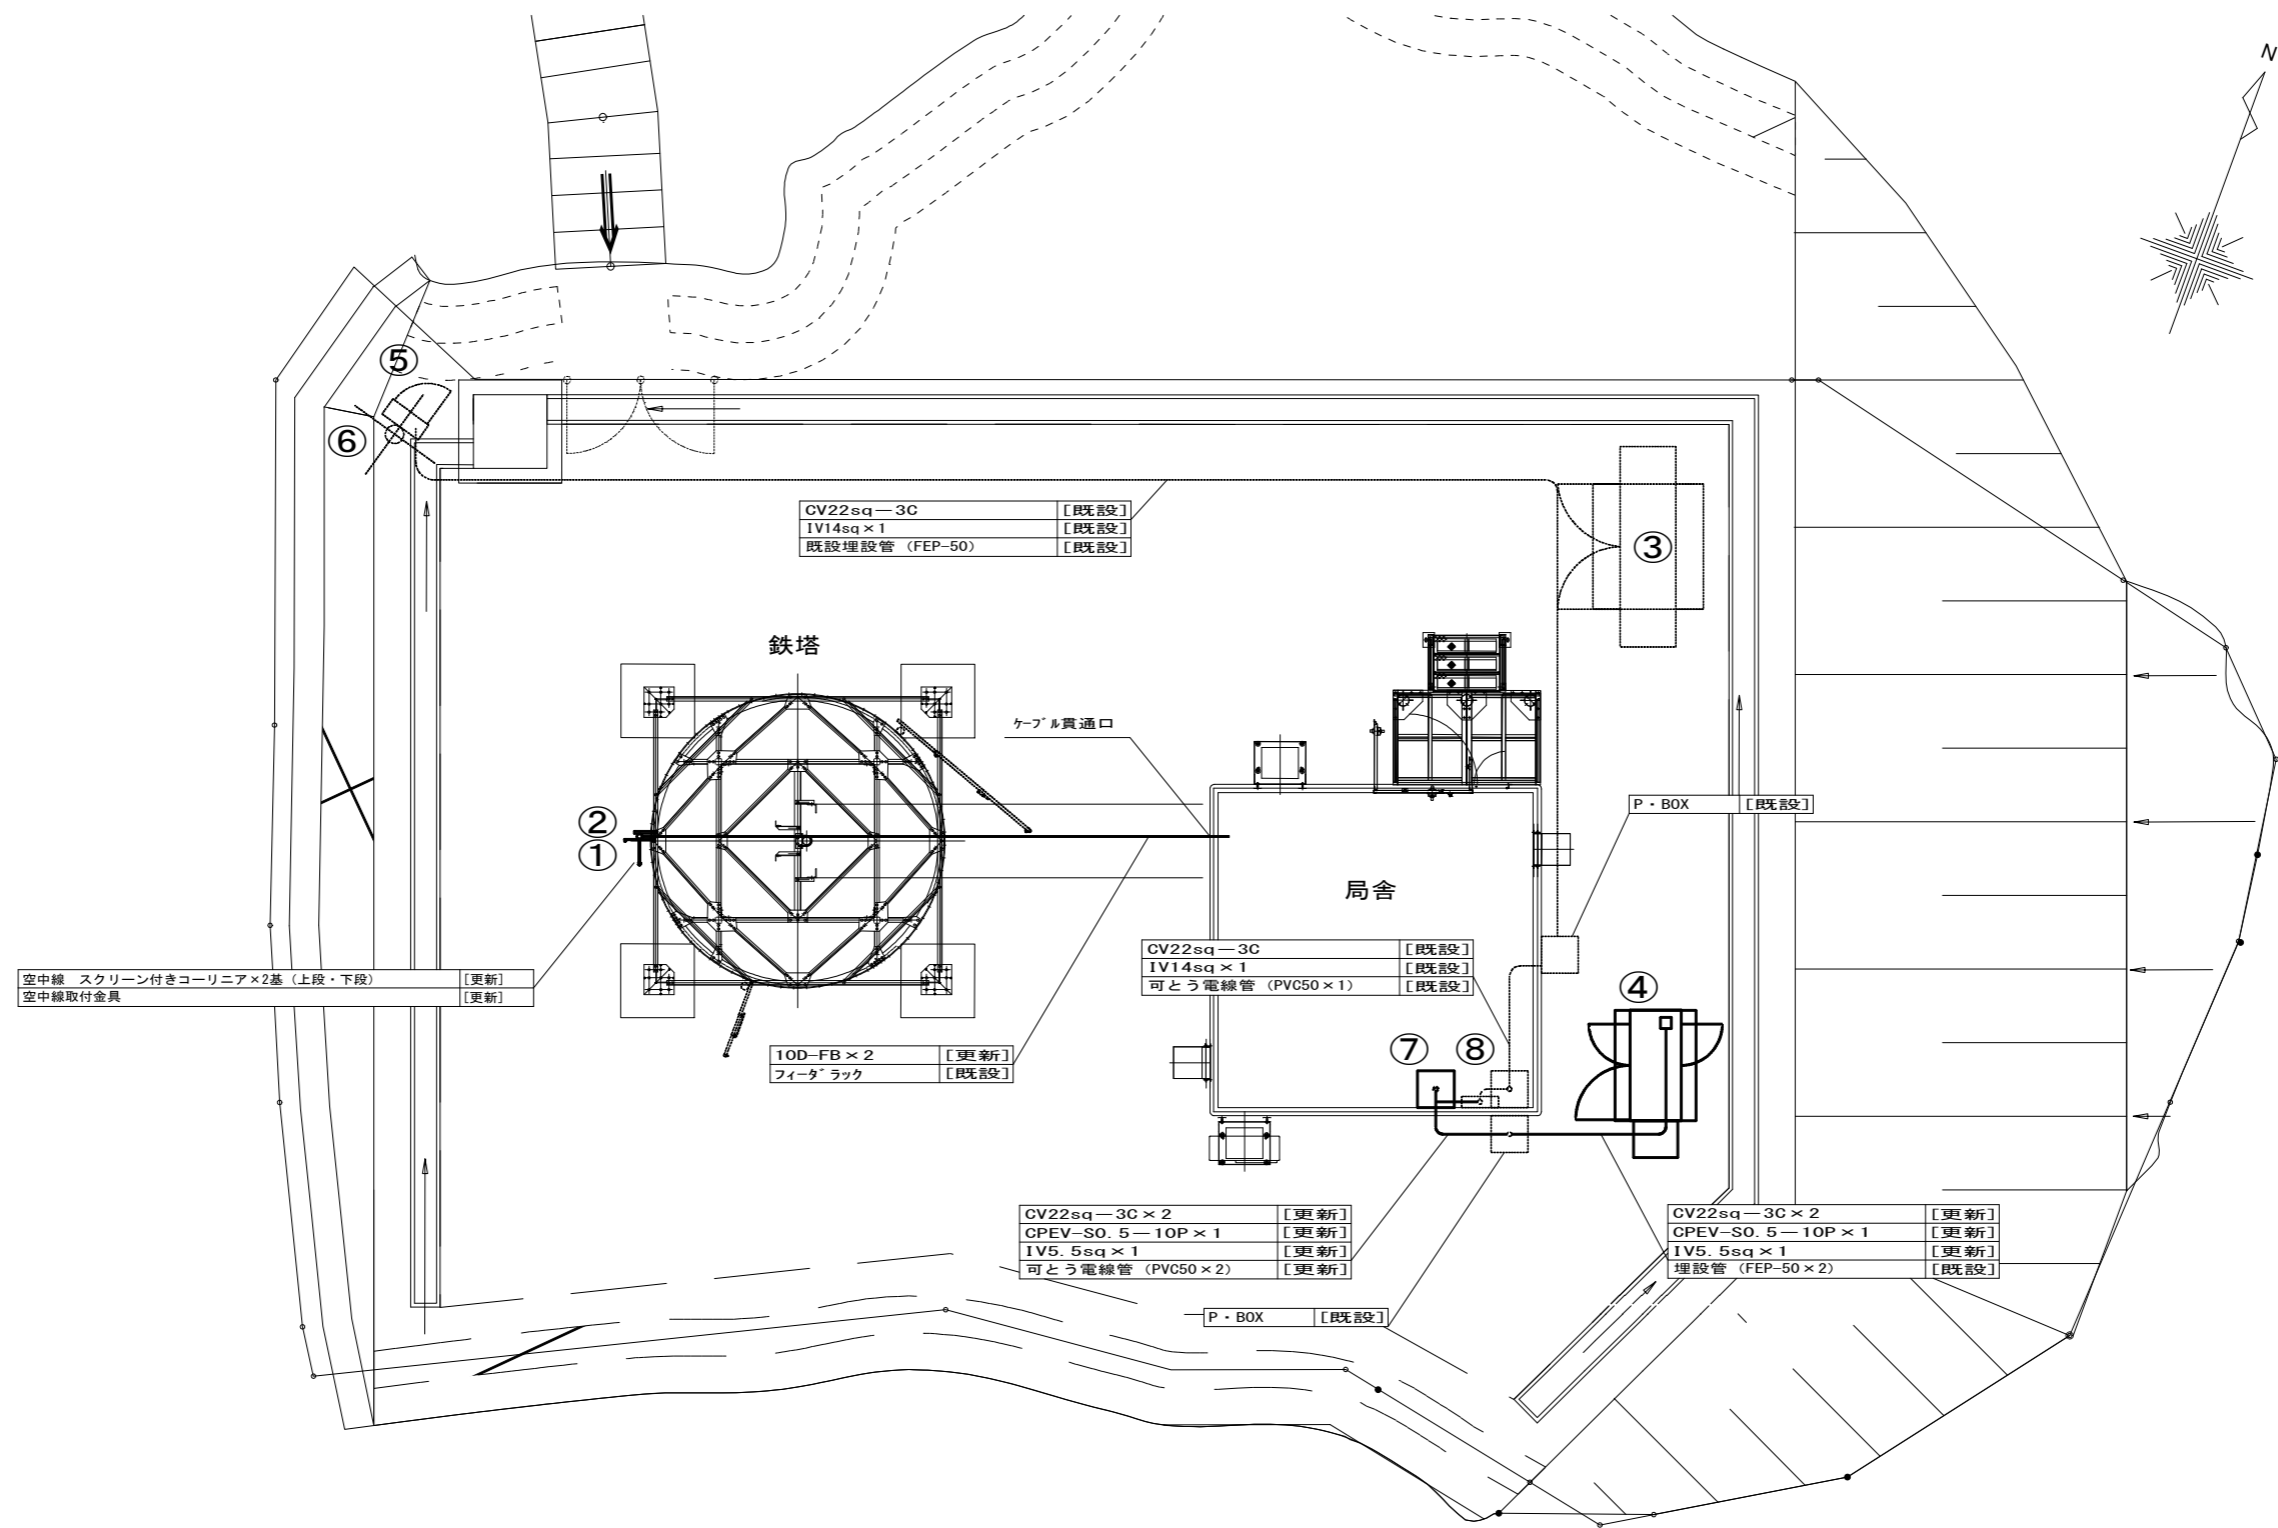 N
⑤
⑥
CV22sq－3C [既設]
IV14sq×1 [既設]
既設埋設管（FEP-50） [既設]
③
鉄塔
ｹｰﾌﾞﾙ貫通口
P・BOX [既設]
②
①
局舎
CV22sq－3C [既設]
IV14sq×1 [既設]
可とう電線管（PVC50×1） [既設]
空中線　スクリーン付きコーリニア×2基（上段・下段） [更新]
空中線取付金具 [更新]
④
10D-FB×2 [更新]
フィーダラック [既設]
⑦ ⑧
CV22sq－3C×2 [更新]
CPEV-S0.5－10P×1 [更新]
IV5.5sq×1 [更新]
可とう電線管（PVC50×2） [更新]
CV22sq－3C×2 [更新]
CPEV-S0.5－10P×1 [更新]
IV5.5sq×1 [更新]
埋設管（FEP-50×2） [既設]
P・BOX [既設]